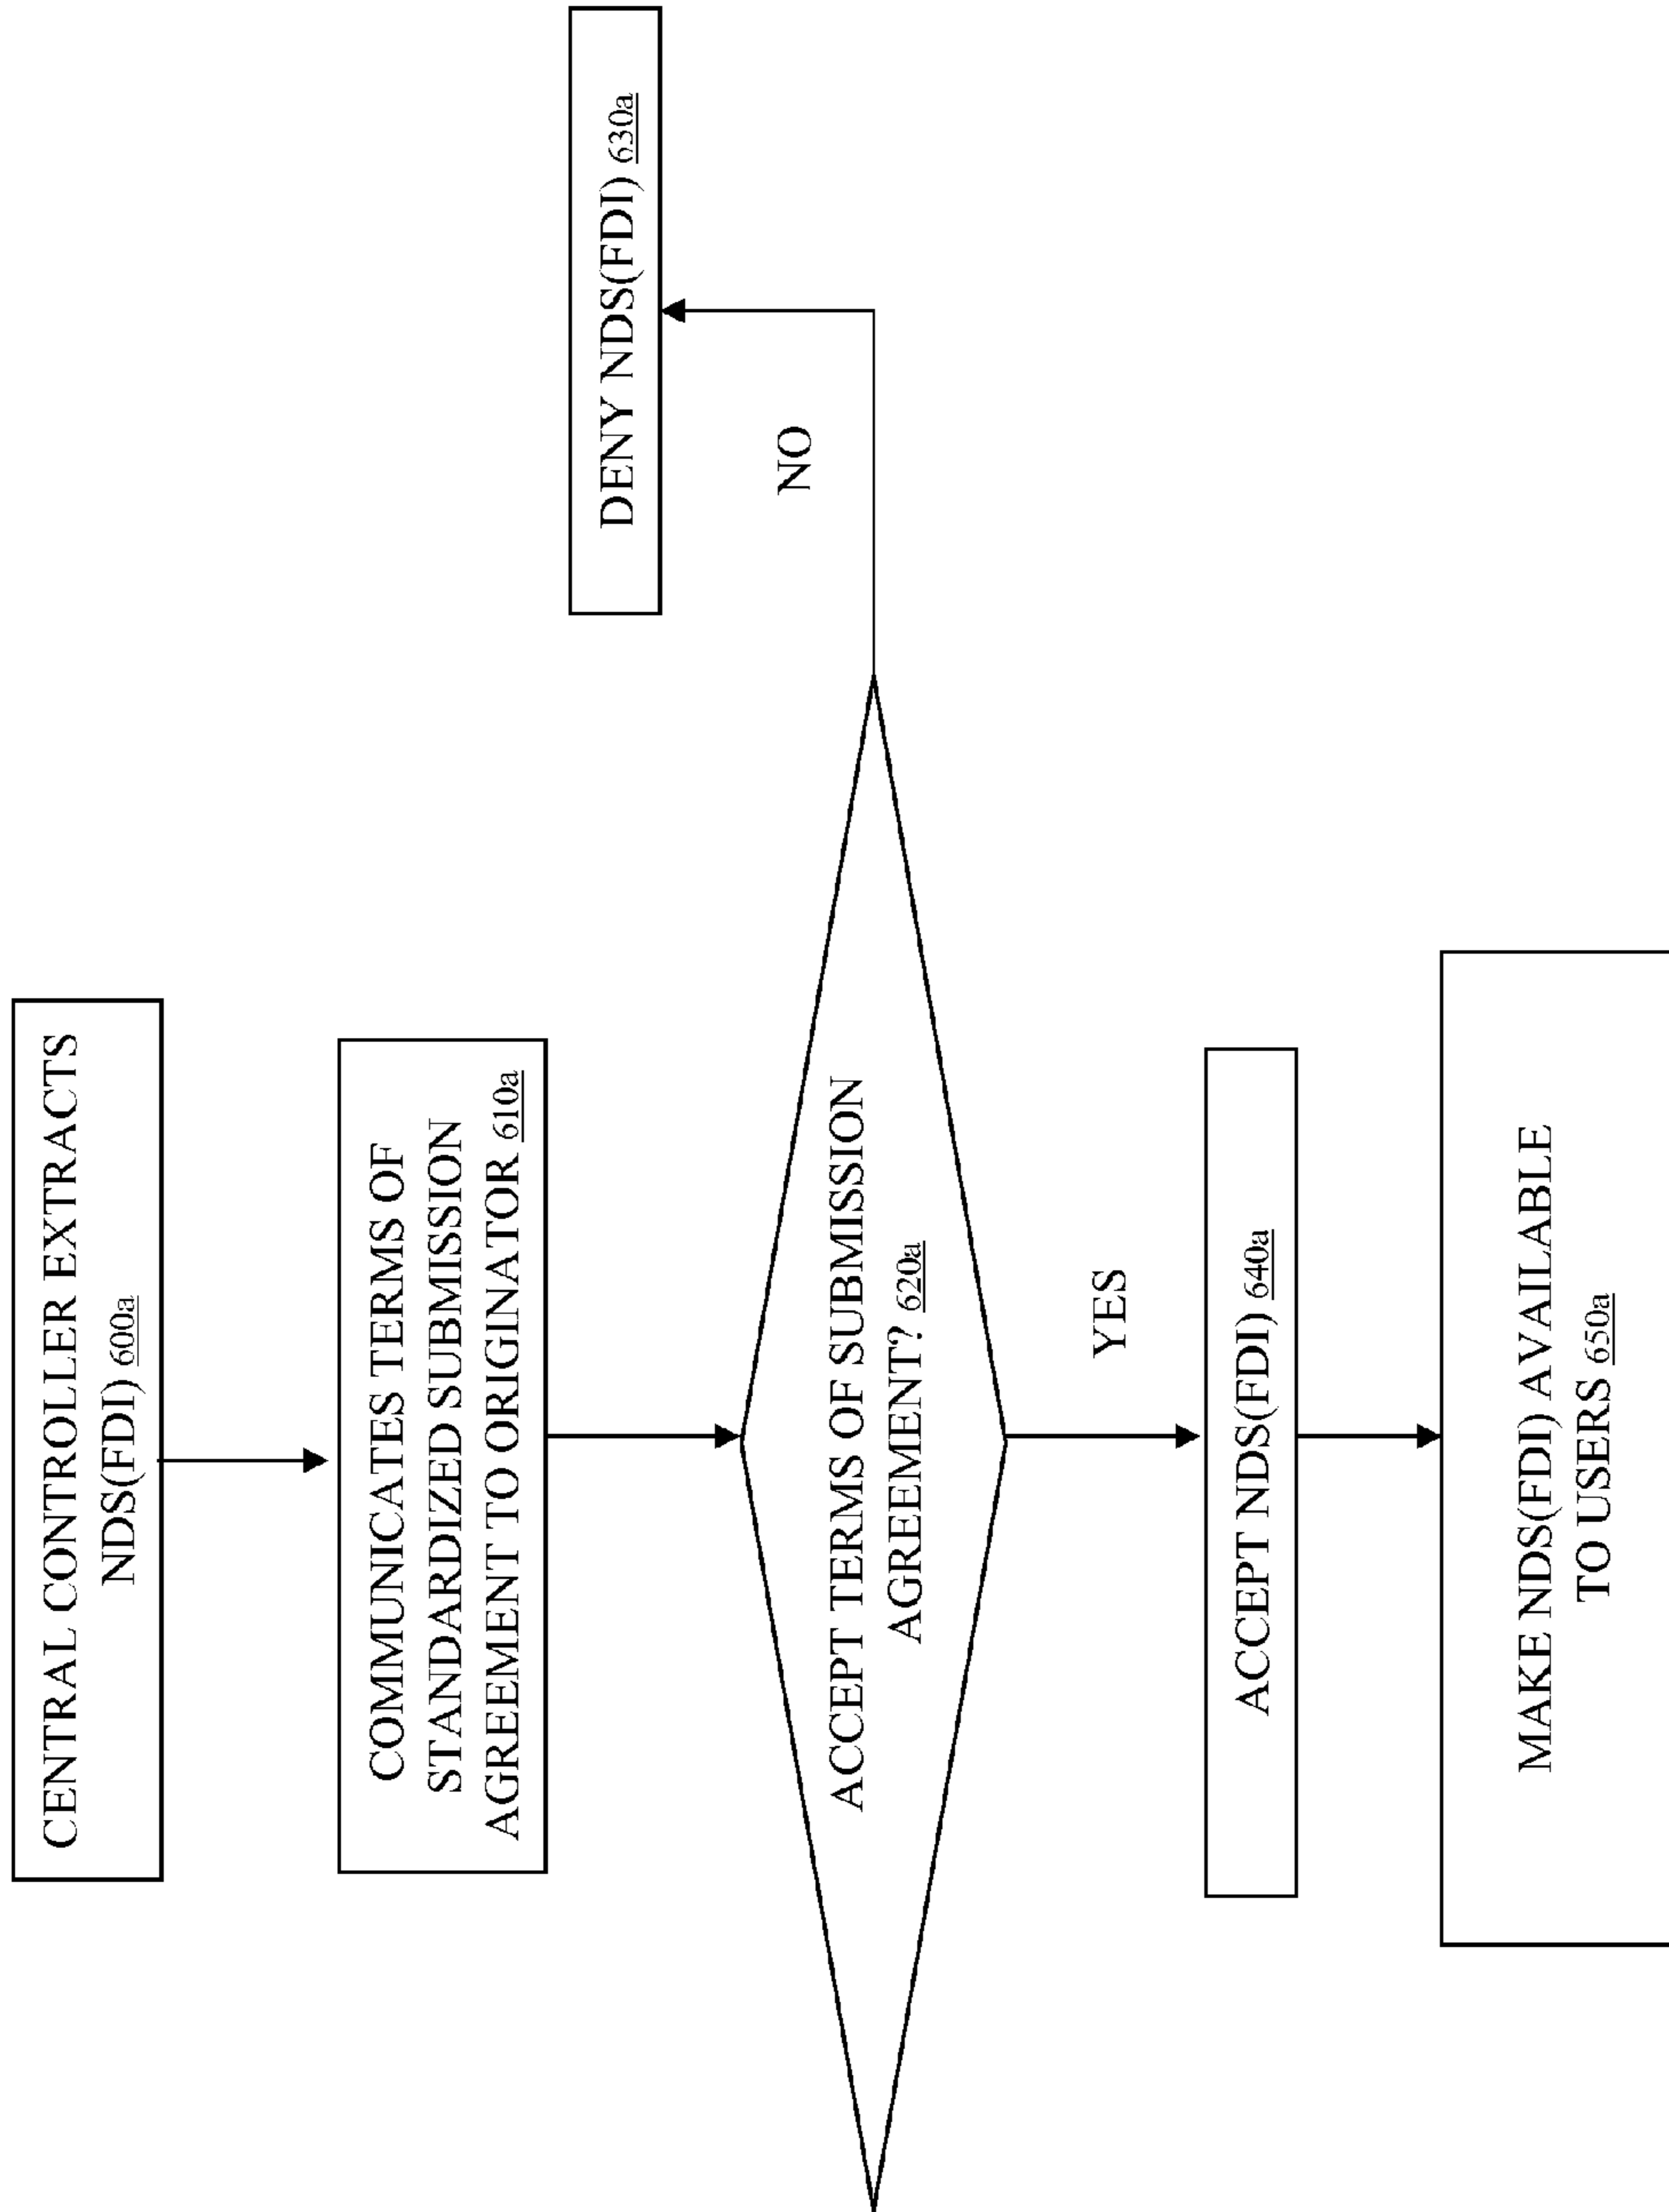 CENTRAL CONTROLLER EXTRACTS
NDS(FDI) 600a
COMMUNICATES TERMS OF
STANDARDIZED SUBMISSION
AGREEMENT TO ORIGINATOR 610a
ACCEPT TERMS OF SUBMISSION
AGREEMENT? 620a
NO
DENY NDS(FDI) 630a
YES
ACCEPT NDS(FDI) 640a
MAKE NDS(FDI) AVAILABLE
TO USERS 650a